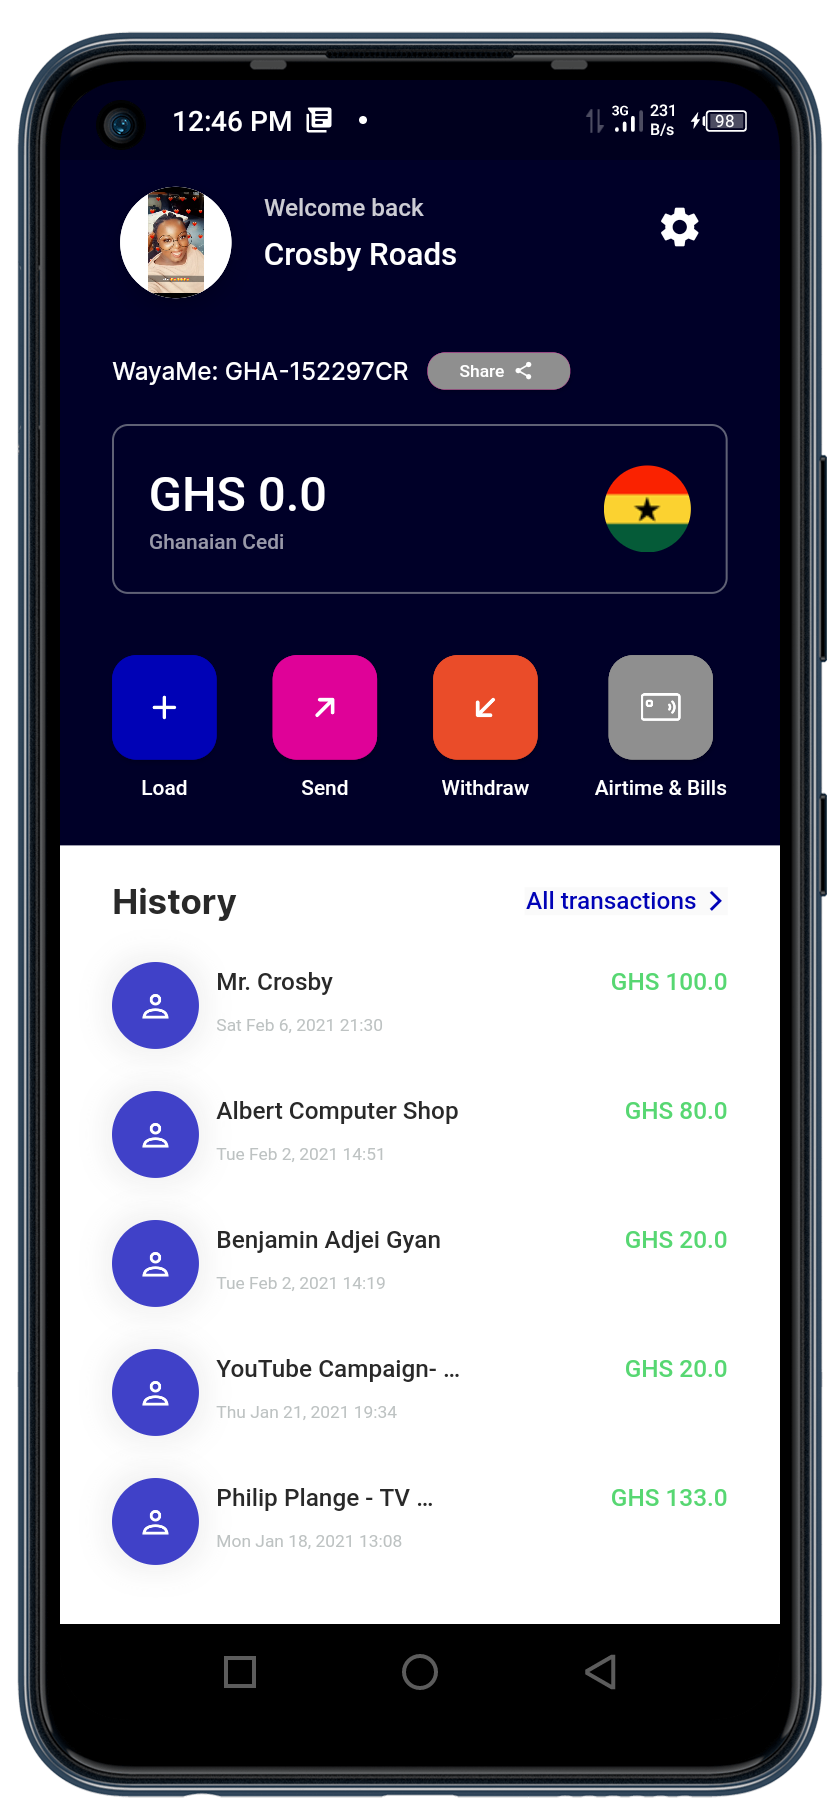 12:46 PM
3G
231
B/s
98
Welcome back
Crosby Roads
WayaMe: GHA-152297CR
Share
GHS 0.0
Ghanaian Cedi
Load
Send
Withdraw
Airtime & Bills
History
All transactions
Mr. Crosby
GHS 100.0
Sat Feb 6, 2021 21:30
Albert Computer Shop
GHS 80.0
Tue Feb 2, 2021 14:51
Benjamin Adjei Gyan
GHS 20.0
Tue Feb 2, 2021 14:19
YouTube Campaign- ...
GHS 20.0
Thu Jan 21, 2021 19:34
Philip Plange - TV ...
GHS 133.0
Mon Jan 18, 2021 13:08